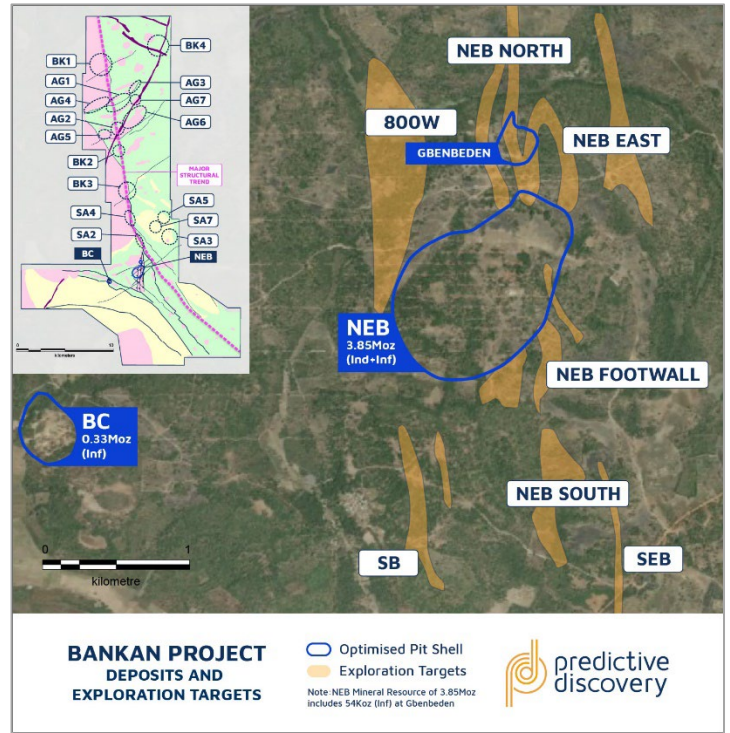 BK4
BK1
AG1
AG3
AG4
AG7
AG2
AG6
AG5
BK2
MAJOR
STRUCTURAL
TREND
BK3
SA5
SA4
SA7
SA2
SA3
BC
NEB
0
10
kilometre
NEB NORTH
800W
GBENBEDEN
NEB EAST
NEB
3.85Moz
(Ind+Inf)
NEB FOOTWALL
BC
0.33Moz
(Inf)
NEB SOUTH
SB
SEB
0
1
kilometre
BANKAN PROJECT
DEPOSITS AND
EXPLORATION TARGETS
Optimised Pit Shell
Exploration Targets
Note:NEB Mineral Resource of 3.85Moz
includes 54Koz (Inf) at Gbenbeden
predictive
discovery